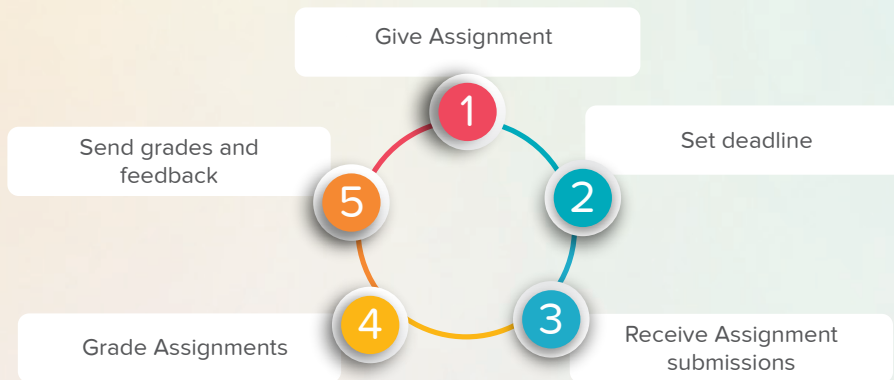 Give Assignment
1
Set deadline
2
Receive Assignment
submissions
3
Grade Assignments
4
Send grades and
feedback
5